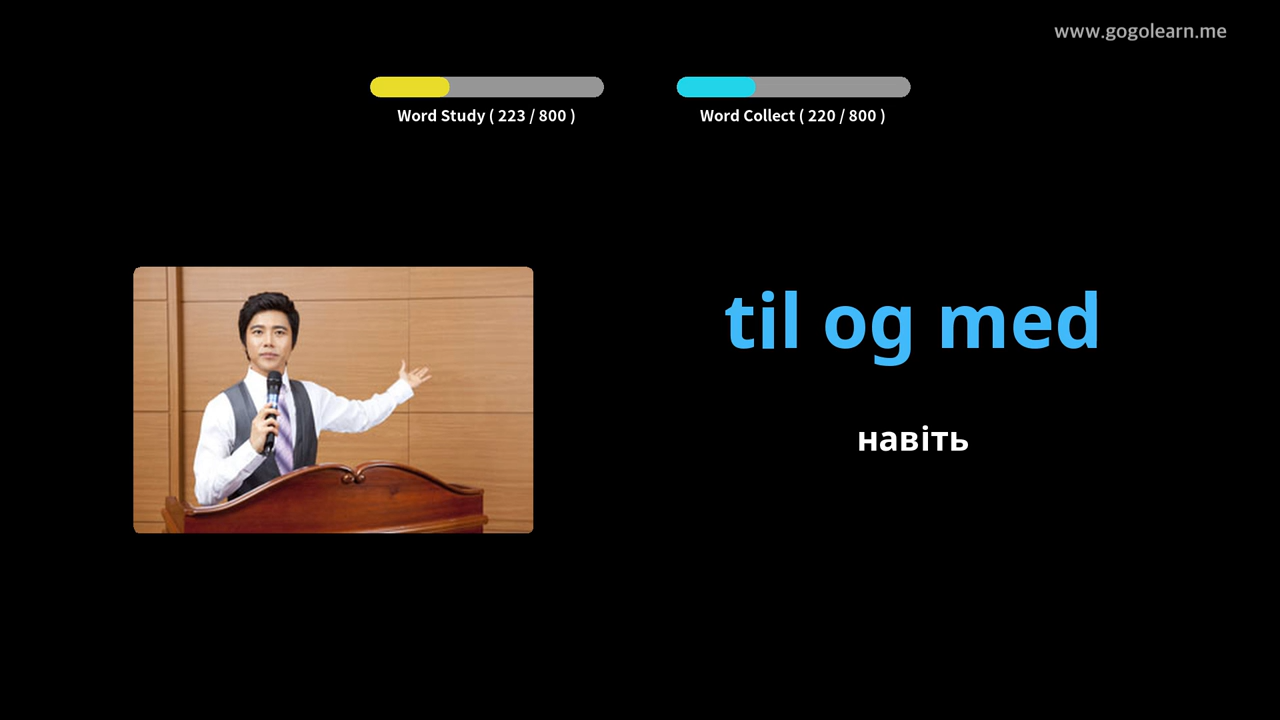 www.gogolearn.me
Word Study ( 223 / 800 )
Word Collect ( 220 / 800 )
til og med
навіть